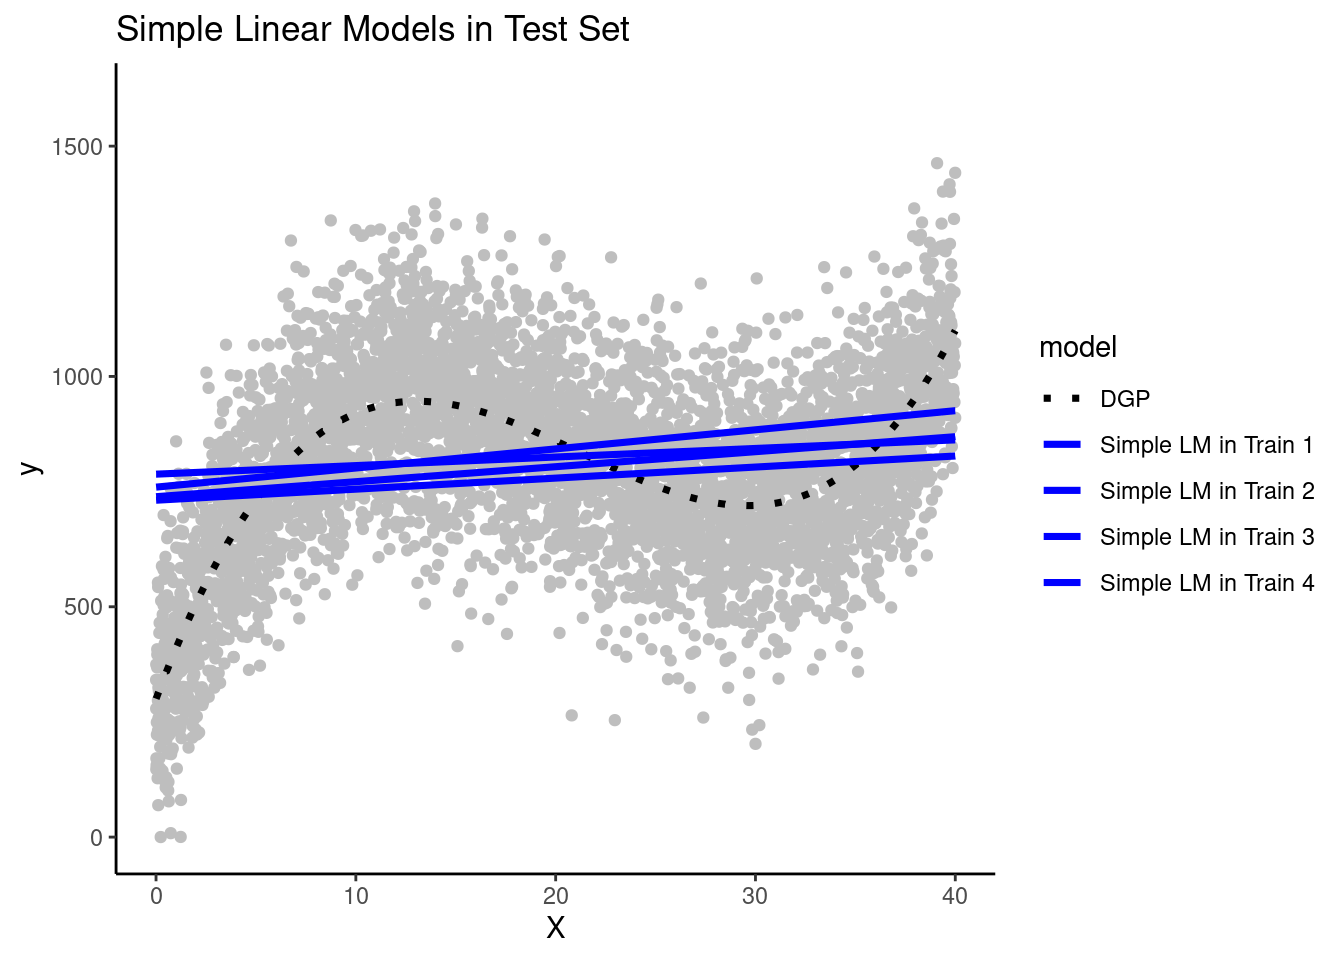 Simple Linear Models in Test Set
1500
1000
500
0
y
0 10 20 30 40
X
model
DGP
Simple LM in Train 1
Simple LM in Train 2
Simple LM in Train 3
Simple LM in Train 4